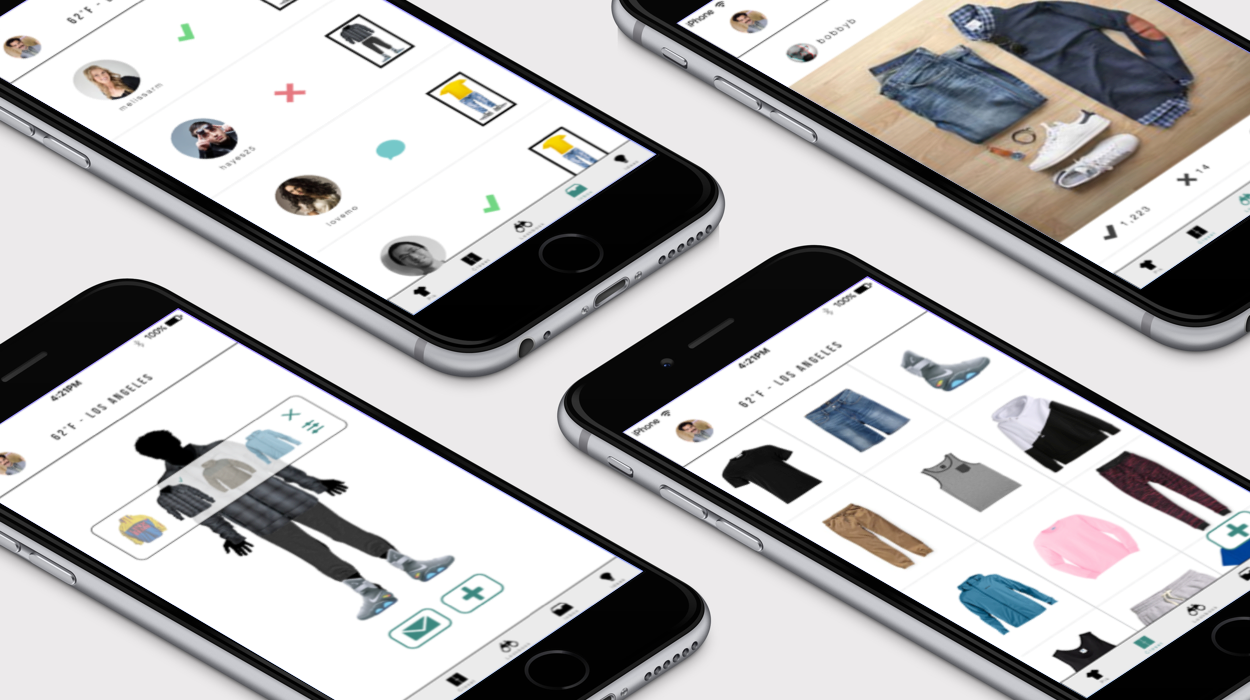 62°F - L
melissarm
hayes25
lovemo
iPhone
bobbyb
✓ 1,223
✕ 14
100%
4:21PM
62°F - LOS ANGELES
iPhone
4:21PM
100%
62°F - LOS ANGELES